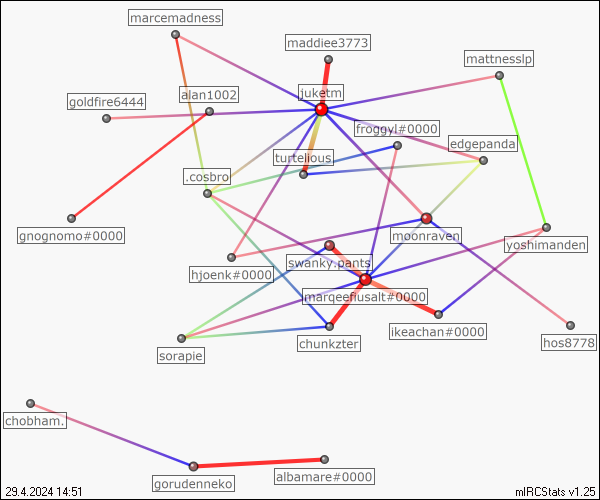 marcemadness
maddiee3773
mattnesslp
juketm
alan1002
goldfire6444
froggyl#0000
edgepanda
turtelious
.cosbro
gnognomo#0000
moonraven
yoshimanden
swanky.pants
hjoenk#0000
marqeefusalt#0000
ikeachan#0000
hos8778
chunkzter
sorapie
chobham.
albamare#0000
gorudenneko
29.4.2024 14:51
mIRCStats v1.25